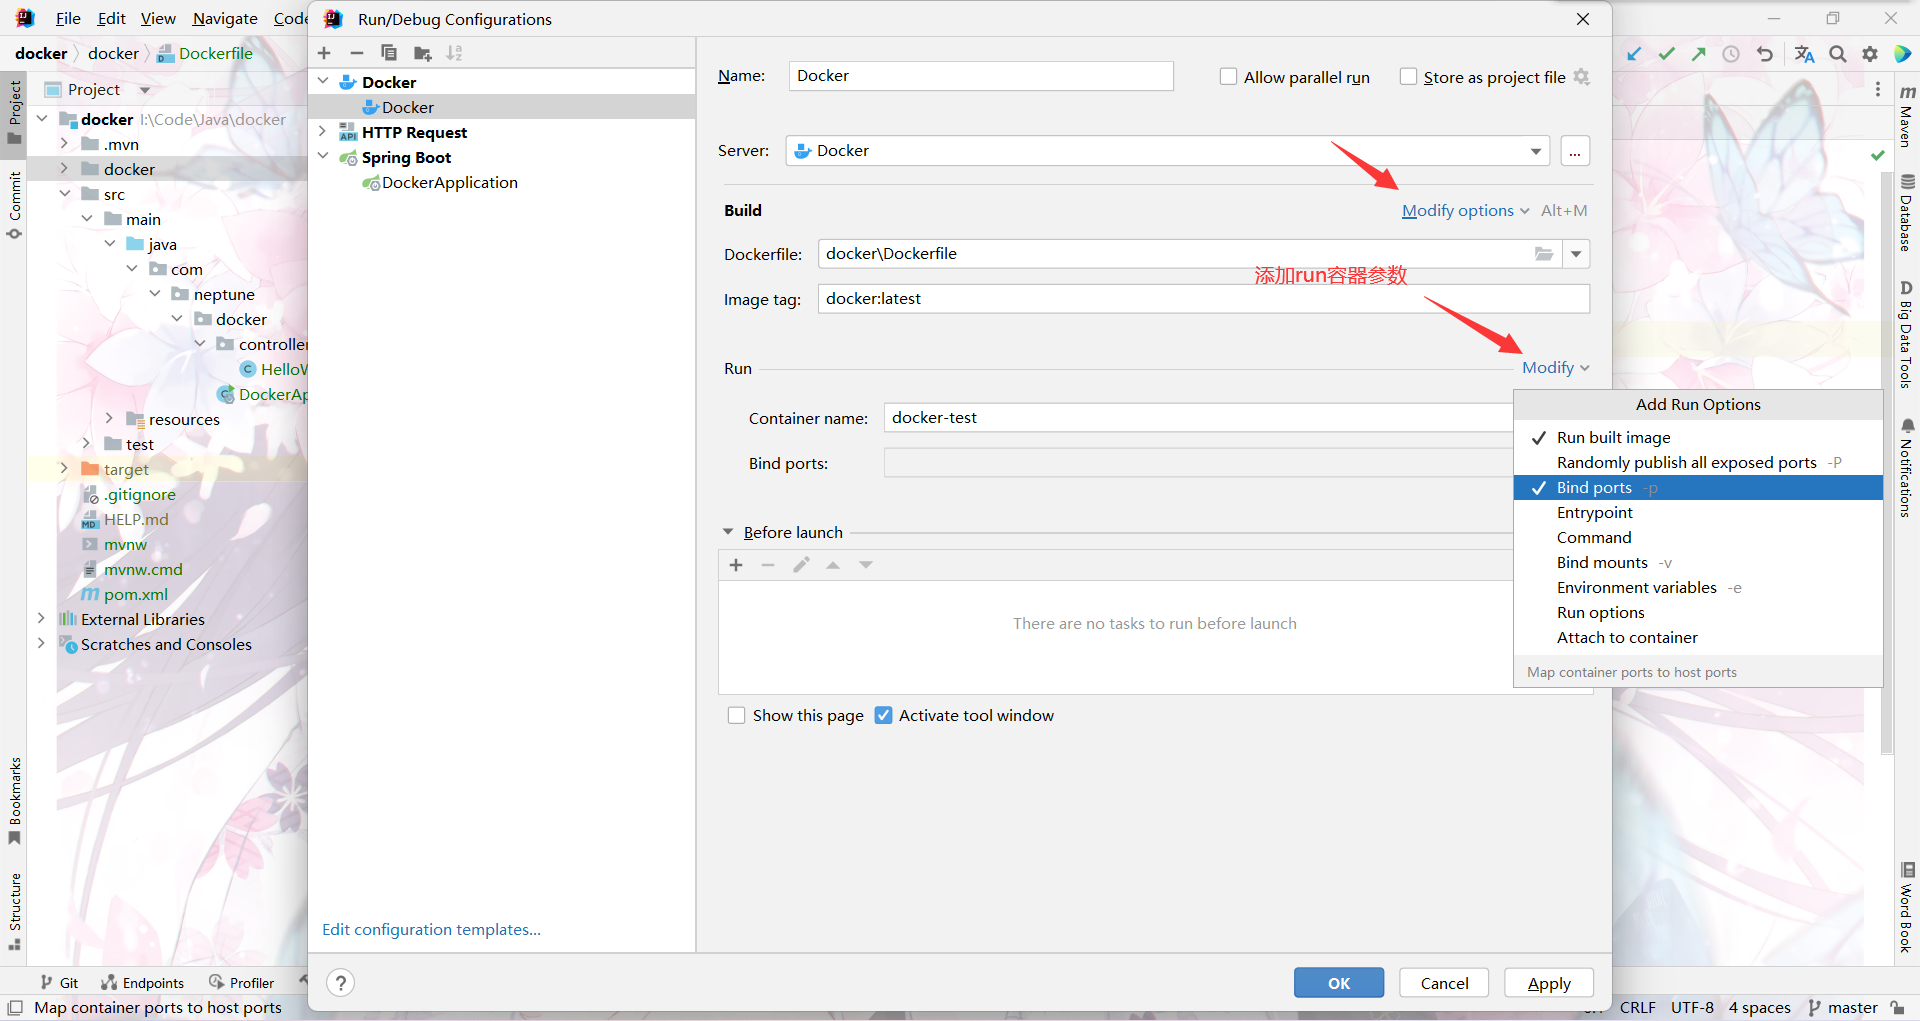 File Edit View Navigate Code
Run/Debug Configurations
docker docker Dockerfile
Project
docker I:\Code\Java\docker
.mvn
docker
src
main
java
com
neptune
docker
controller
HelloW
DockerAp
resources
test
target
.gitignore
HELP.md
mvnw
mvnw.cmd
pom.xml
External Libraries
Scratches and Consoles
Project
Commit
Bookmarks
Structure
Docker
Docker
HTTP Request
Spring Boot
DockerApplication
Edit configuration templates...
Name: Docker Allow parallel run Store as project file
Server: Docker ...
Build Modify options Alt+M
Dockerfile: docker\Dockerfile
添加run容器参数
Image tag: docker:latest
Run Modify
Container name: docker-test
Bind ports:
Before launch
There are no tasks to run before launch
Show this page Activate tool window
Add Run Options
Run built image
Randomly publish all exposed ports -P
Bind ports -p
Entrypoint
Command
Bind mounts -v
Environment variables -e
Run options
Attach to container
Map container ports to host ports
? OK Cancel Apply
Maven
Database
Big Data Tools
Notifications
Word Book
Git Endpoints Profiler
Map container ports to host ports
CRLF UTF-8 4 spaces master